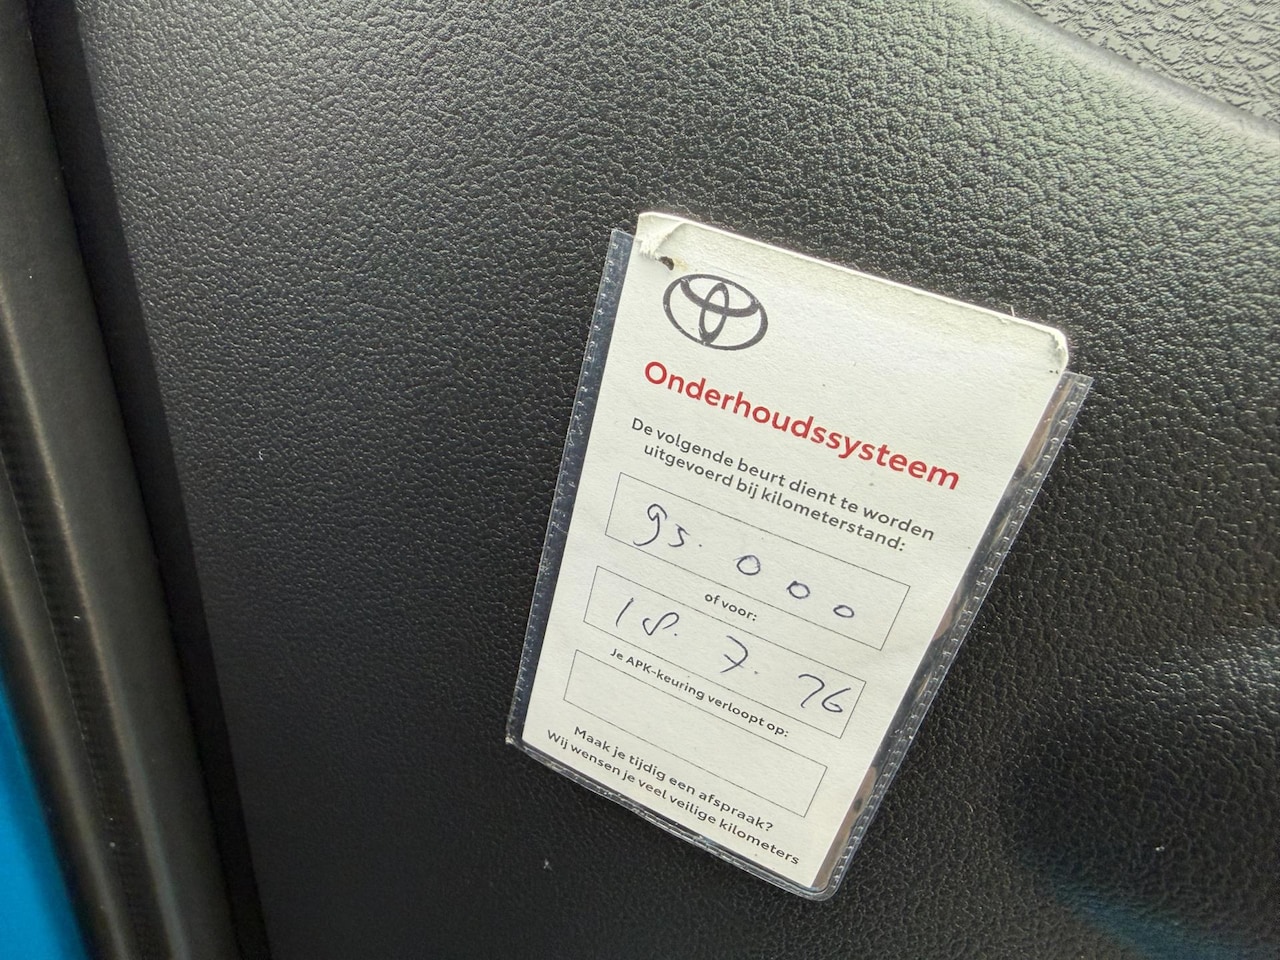 Onderhoudssysteem
De volgende beurt dient te worden
uitgevoerd bij kilometerstand:
95.000
of voor:
18.7.26
Je APK-keuring verloopt op:
Maak je tijdig een afspraak?
Wij wensen je veel veilige kilometers